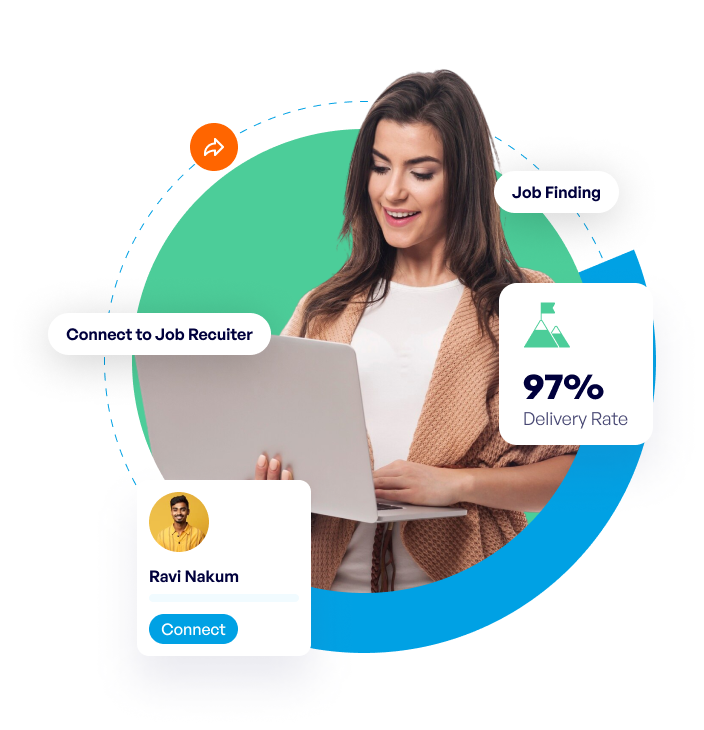 Job Finding
Connect to Job Recuiter
97%
Delivery Rate
Ravi Nakum
Connect